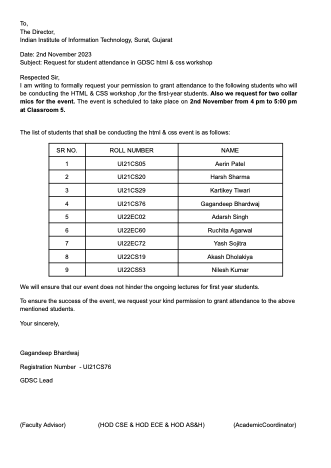 To,
The Director,
Indian Institute of Information Technology, Surat, Gujarat
Date: 2nd November 2023
Subject: Request for student attendance in GDSC html & css workshop
Respected Sir,
I am writing to formally request your permission to grant attendance to the following students who will
be conducting the HTML & CSS workshop ,for the first-year students. Also we request for two collar
mics for the event. The event is scheduled to take place on 2nd November from 4 pm to 5:00 pm
at Classroom 5.
The list of students that shall be conducting the html & css event is as follows:
SR NO. ROLL NUMBER NAME
1 UI21CS05 Aerin Patel
2 UI21CS20 Harsh Sharma
3 UI21CS29 Kartikey Tiwari
4 UI21CS76 Gagandeep Bhardwaj
5 UI22EC02 Adarsh Singh
6 UI22EC60 Ruchita Agarwal
7 UI22EC72 Yash Sojitra
8 UI22CS19 Akash Dholakiya
9 UI22CS53 Nilesh Kumar
We will ensure that our event does not hinder the ongoing lectures for first year students.
To ensure the success of the event, we request your kind permission to grant attendance to the above
mentioned students.
Your sincerely,
Gagandeep Bhardwaj
Registration Number - UI21CS76
GDSC Lead
(Faculty Advisor) (HOD CSE & HOD ECE & HOD AS&H) (AcademicCoordinator)